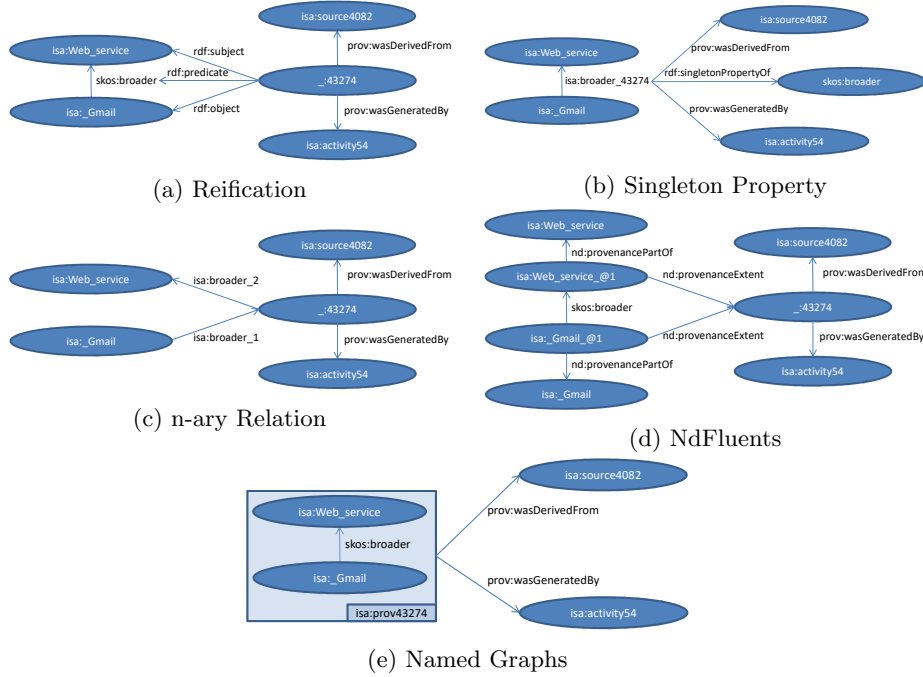 isa:source4082
isa:Web_service
rdf:subject
prov:wasDerivedFrom
skos:broader
rdf:predicate
_:43274
isa:_Gmail
rdf:object
prov:wasGeneratedBy
isa:activity54
(a) Reification
isa:source4082
isa:Web_service
prov:wasDerivedFrom
isa:broader_43274
rdf:singletonPropertyOf
skos:broader
isa:_Gmail
prov:wasGeneratedBy
isa:activity54
(b) Singleton Property
isa:source4082
isa:Web_service
isa:broader_2
prov:wasDerivedFrom
_:43274
isa:_Gmail
isa:broader_1
prov:wasGeneratedBy
isa:activity54
(c) n-ary Relation
isa:Web_service
isa:source4082
nd:provenancePartOf
isa:Web_service_@1
nd:provenanceExtent
prov:wasDerivedFrom
skos:broader
_:43274
isa:_Gmail_@1
nd:provenanceExtent
prov:wasGeneratedBy
nd:provenancePartOf
isa:activity54
isa:_Gmail
(d) NdFluents
isa:source4082
isa:Web_service
prov:wasDerivedFrom
skos:broader
isa:_Gmail
prov:wasGeneratedBy
isa:prov43274
isa:activity54
(e) Named Graphs